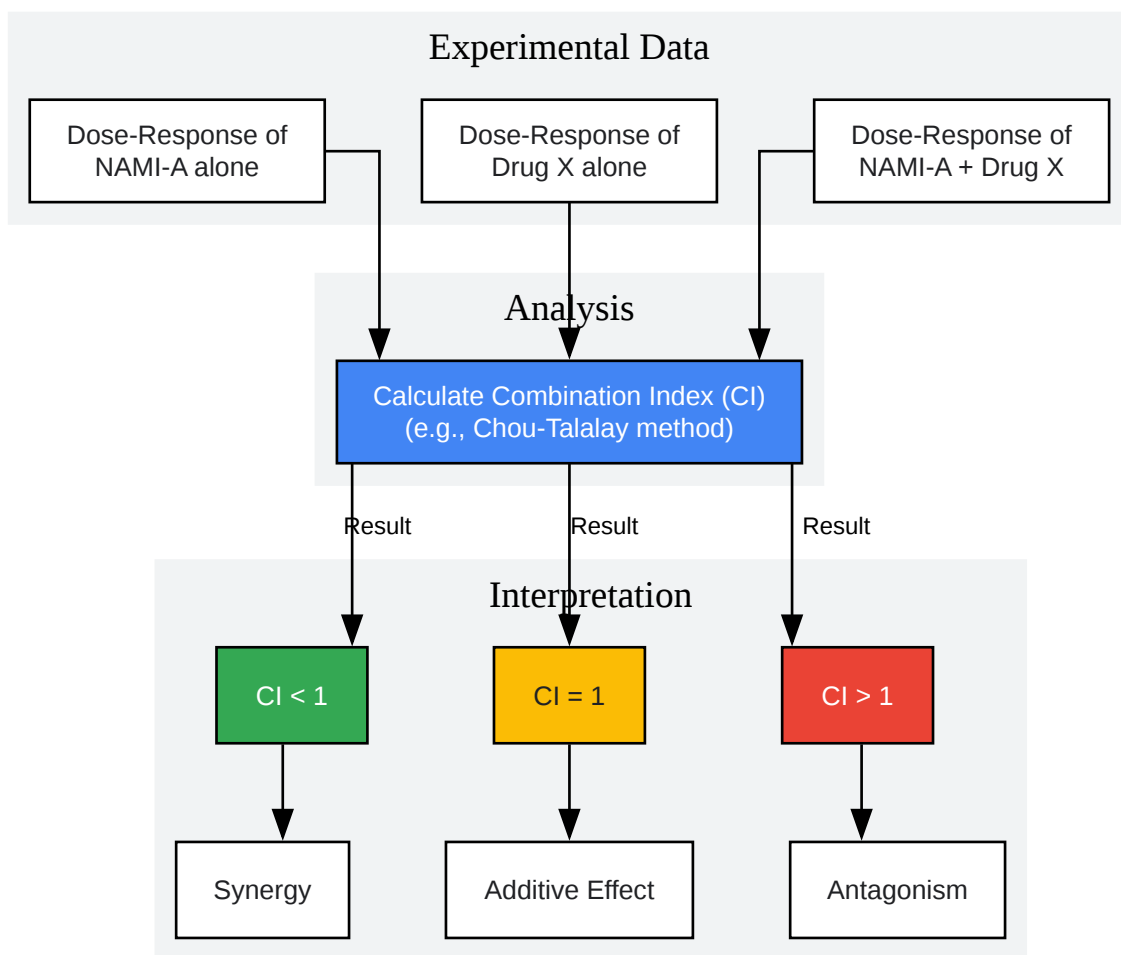 Experimental Data
Dose-Response of
NAMI-A alone
Dose-Response of
Drug X alone
Dose-Response of
NAMI-A + Drug X
Analysis
Calculate Combination Index (CI)
(e.g., Chou-Talalay method)
Result
Result
Result
Interpretation
CI < 1
CI = 1
CI > 1
Synergy
Additive Effect
Antagonism